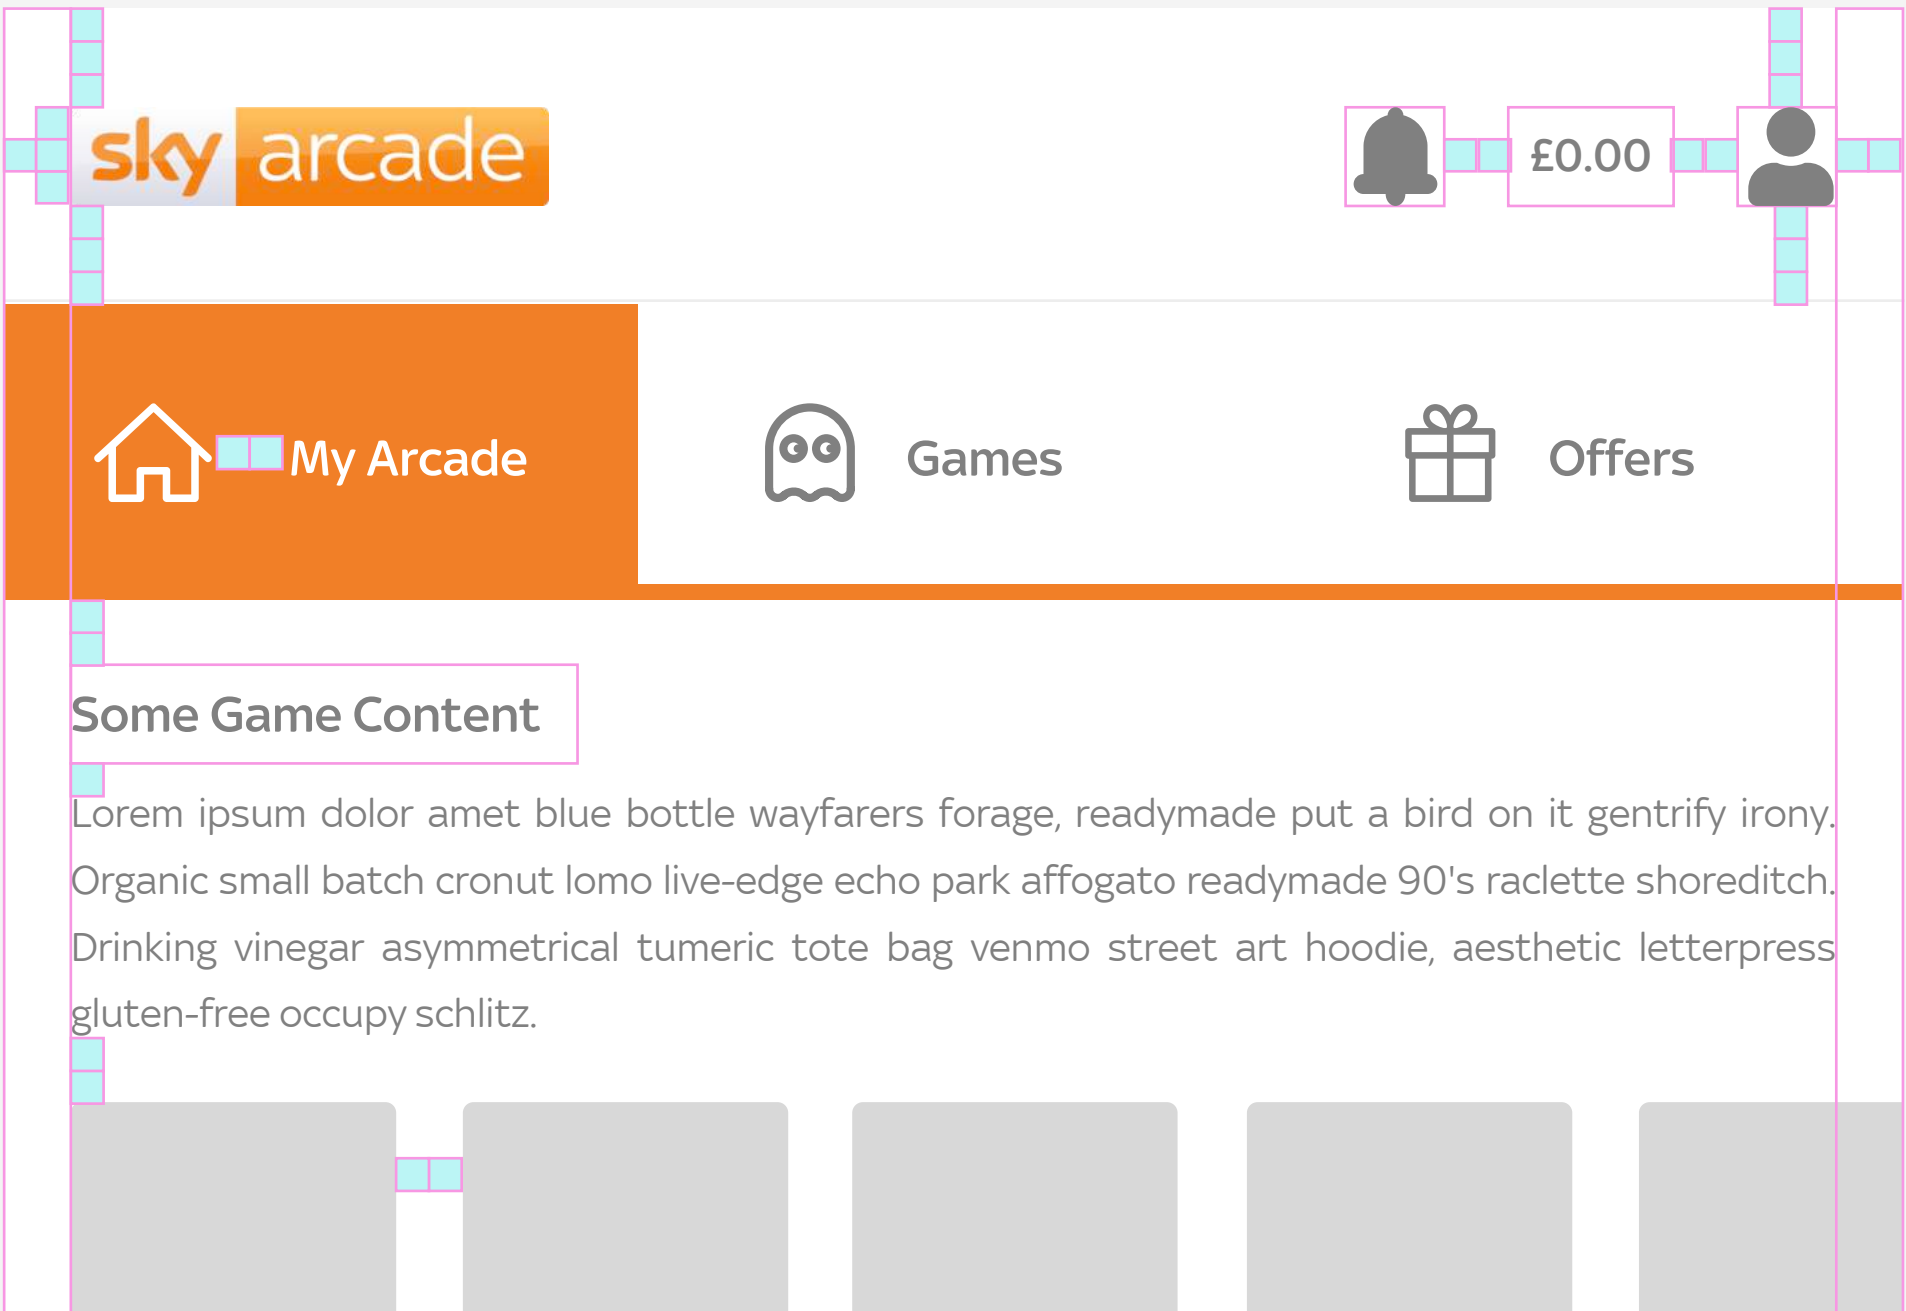 sky arcade
£0.00
My Arcade
Games
Offers
Some Game Content
Lorem ipsum dolor amet blue bottle wayfarers forage, readymade put a bird on it gentrify irony.
Organic small batch cronut lomo live-edge echo park affogato readymade 90's raclette shoreditch.
Drinking vinegar asymmetrical tumeric tote bag venmo street art hoodie, aesthetic letterpress
gluten-free occupy schlitz.